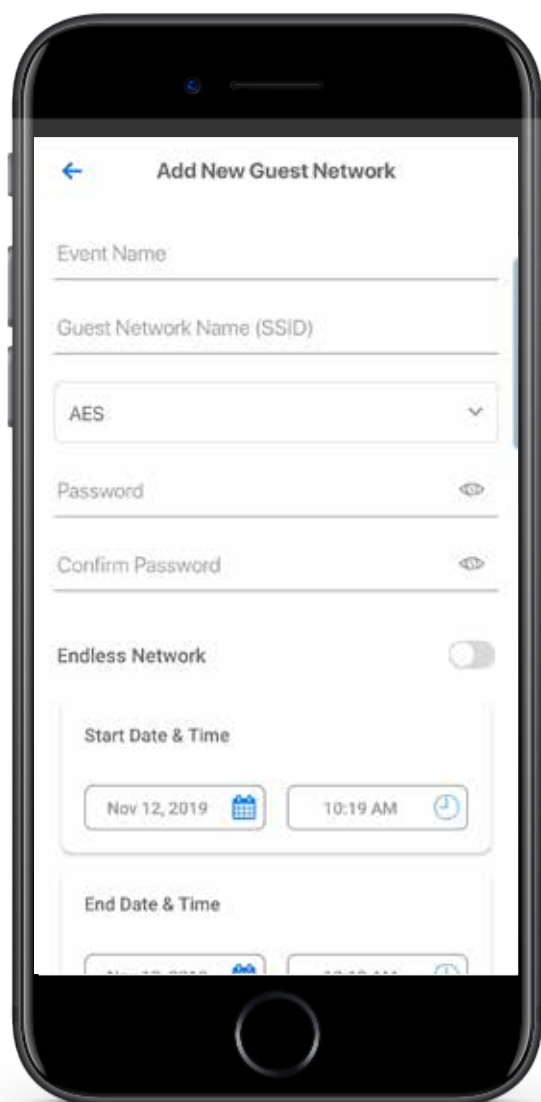 Add New Guest Network
Event Name
Guest Network Name (SSID)
AES
Password
Confirm Password
Endless Network
Start Date & Time
Nov 12, 2019 10:19 AM
End Date & Time